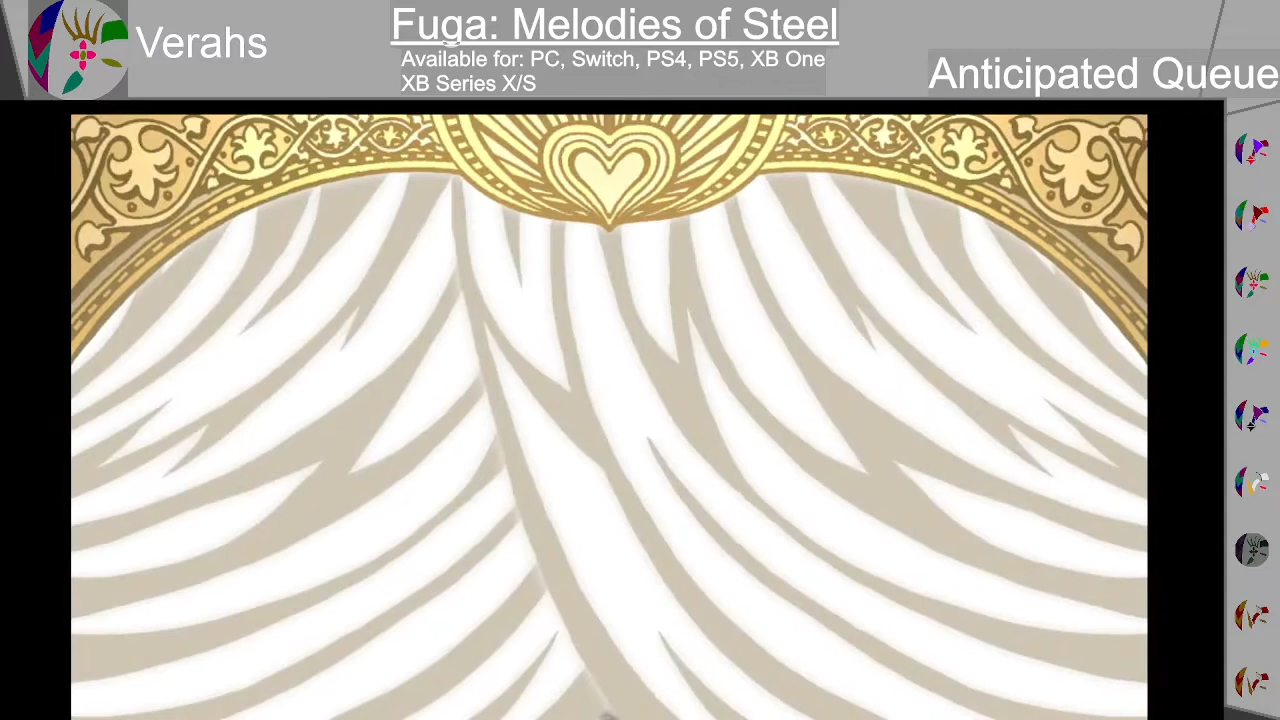 Verahs
Fuga: Melodies of Steel
Available for: PC, Switch, PS4, PS5, XB One
XB Series X/S
Anticipated Queue